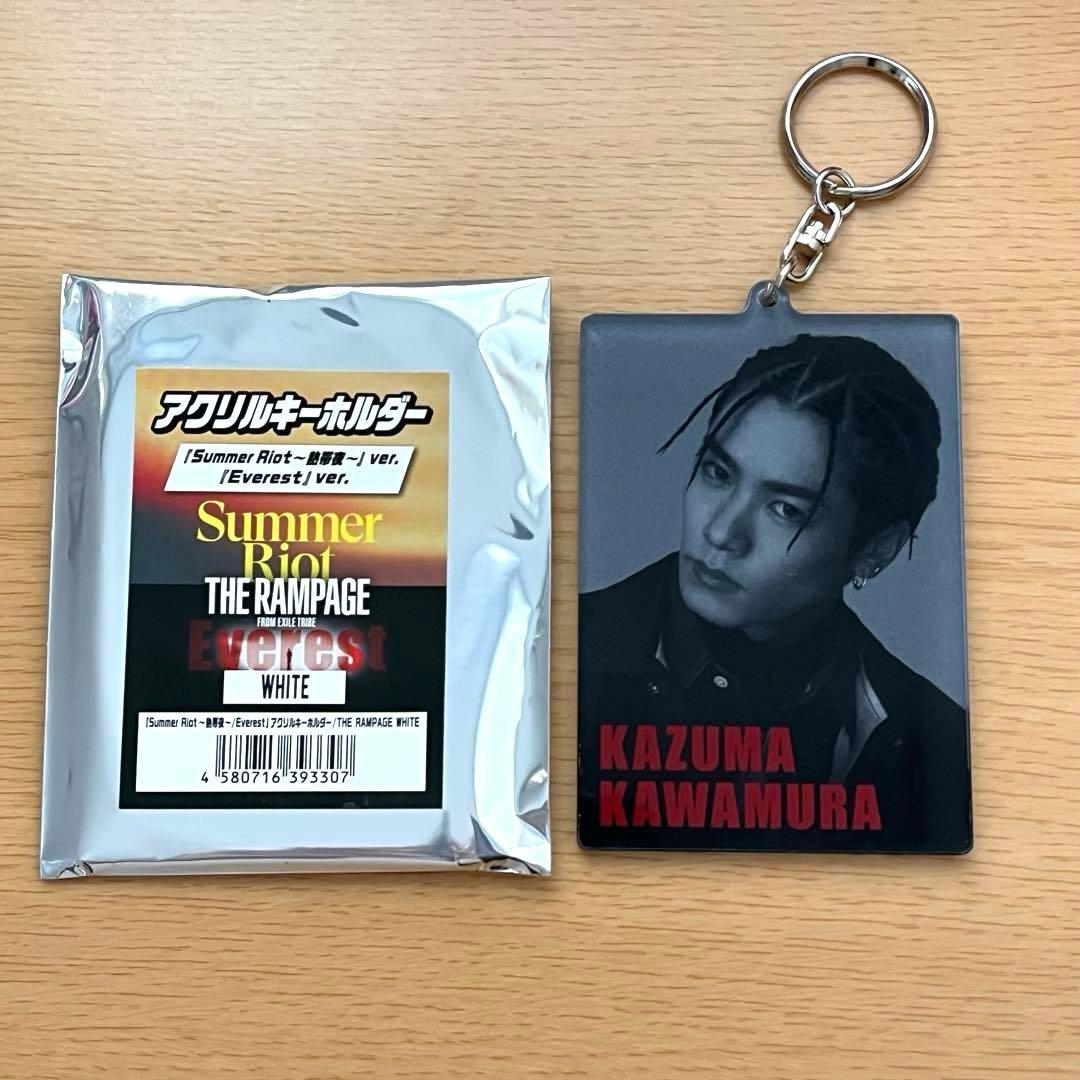 アクリルキーホルダー
『Summer Riot～熱帯夜～』ver.
『Everest』ver.
Summer
Riot
THE RAMPAGE
FROM EXILE TRIBE
Everest
WHITE
『Summer Riot～熱帯夜～/Everest』アクリルキーホルダー/THE RAMPAGE WHITE
4 580716 393307
KAZUMA
KAWAMURA